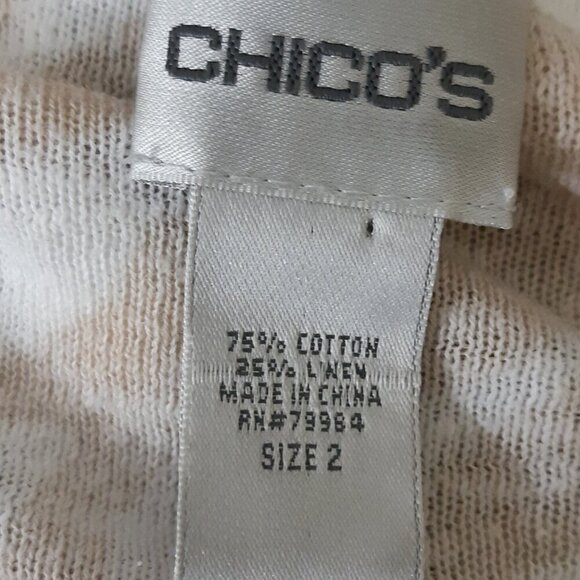 CHICO'S
75% COTTON
25% LINEN
MADE IN CHINA
RN#79984
SIZE 2